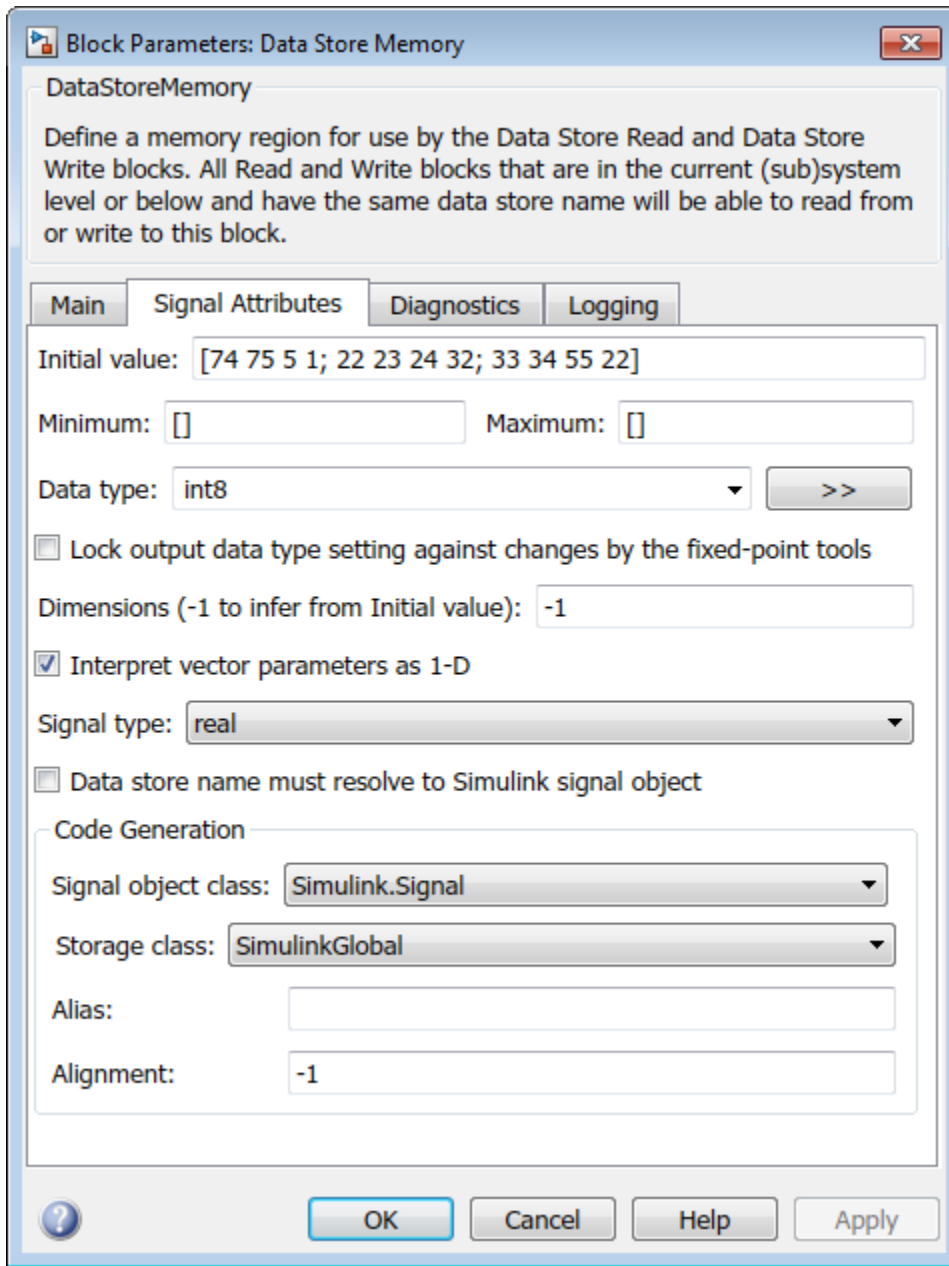 Block Parameters: Data Store Memory
DataStoreMemory
Define a memory region for use by the Data Store Read and Data Store
Write blocks. All Read and Write blocks that are in the current (sub)system
level or below and have the same data store name will be able to read from
or write to this block.
Main Signal Attributes Diagnostics Logging
Initial value: [74 75 5 1; 22 23 24 32; 33 34 55 22]
Minimum: [] Maximum: []
Data type: int8 >>
Lock output data type setting against changes by the fixed-point tools
Dimensions (-1 to infer from Initial value): -1
Interpret vector parameters as 1-D
Signal type: real
Data store name must resolve to Simulink signal object
Code Generation
Signal object class: Simulink.Signal
Storage class: SimulinkGlobal
Alias:
Alignment: -1
? OK Cancel Help Apply